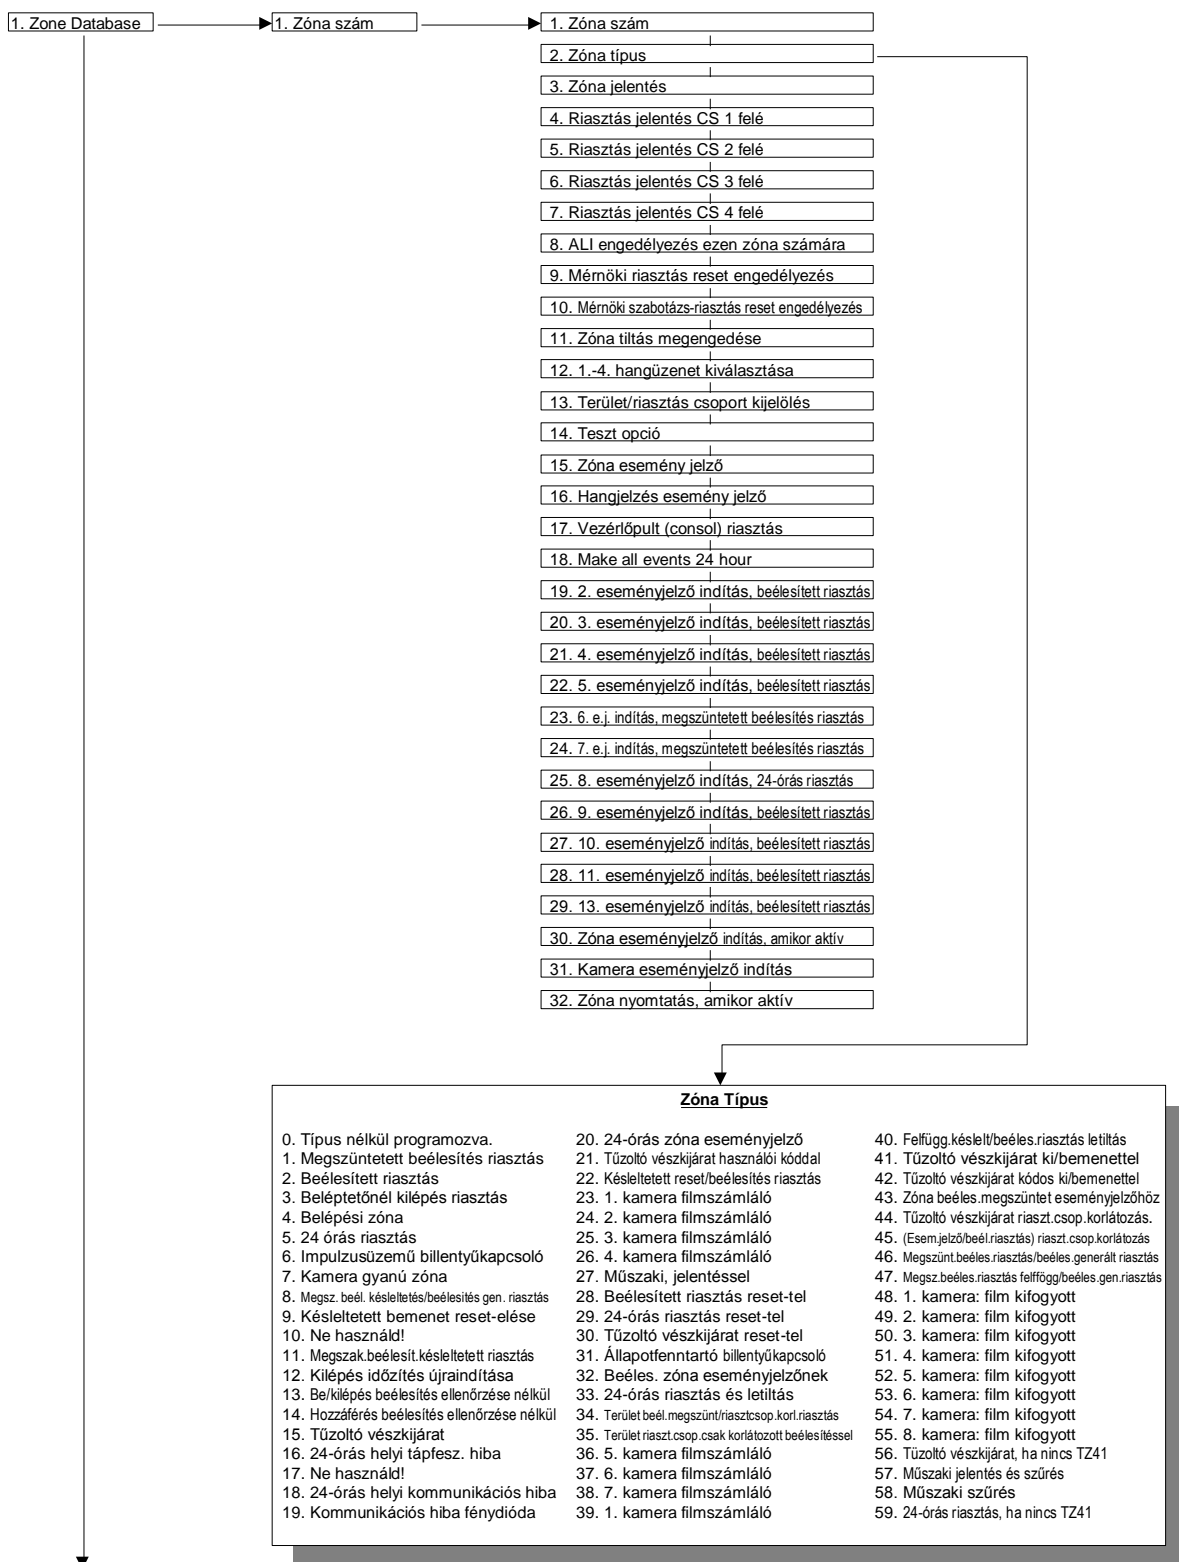 1. Zone Database
1. Zóna szám
1. Zóna szám
2. Zóna típus
3. Zóna jelentés
4. Riasztás jelentés CS 1 felé
5. Riasztás jelentés CS 2 felé
6. Riasztás jelentés CS 3 felé
7. Riasztás jelentés CS 4 felé
8. ALI engedélyezés ezen zóna számára
9. Mérnöki riasztás reset engedélyezés
10. Mérnöki szabotázs-riasztás reset engedélyezés
11. Zóna tiltás megengedése
12. 1.-4. hangüzenet kiválasztása
13. Terület/riasztás csoport kijelölés
14. Teszt opció
15. Zóna esemény jelző
16. Hangjelzés esemény jelző
17. Vezérlőpult (consol) riasztás
18. Make all events 24 hour
19. 2. eseményjelző indítás, beélesített riasztás
20. 3. eseményjelző indítás, beélesített riasztás
21. 4. eseményjelző indítás, beélesített riasztás
22. 5. eseményjelző indítás, beélesített riasztás
23. 6. e.j. indítás, megszüntetett beélesítés riasztás
24. 7. e.j. indítás, megszüntetett beélesítés riasztás
25. 8. eseményjelző indítás, 24-órás riasztás
26. 9. eseményjelző indítás, beélesített riasztás
27. 10. eseményjelző indítás, beélesített riasztás
28. 11. eseményjelző indítás, beélesített riasztás
29. 13. eseményjelző indítás, beélesített riasztás
30. Zóna eseményjelző indítás, amikor aktív
31. Kamera eseményjelző indítás
32. Zóna nyomtatás, amikor aktív
Zóna Típus
0. Típus nélkül programozva.
1. Megszüntetett beélesítés riasztás
2. Beélesített riasztás
3. Beléptetőnél kilépés riasztás
4. Belépési zóna
5. 24 órás riasztás
6. Impulzusüzemű billentyűkapcsoló
7. Kamera gyanú zóna
8. Megsz. beél. késleltetés/beélesítés gen. riasztás
9. Késleltetett bemenet reset-elése
10. Ne használd!
11. Megszak.beélesít.késleltetett riasztás
12. Kilépés időzítés újraindítása
13. Be/kilépés beélesítés ellenőrzése nélkül
14. Hozzáférés beélesítés ellenőrzése nélkül
15. Tűzoltó vészkijárat
16. 24-órás helyi tápfesz. hiba
17. Ne használd!
18. 24-órás helyi kommunikációs hiba
19. Kommunikációs hiba fénydióda
20. 24-órás zóna eseményjelző
21. Tűzoltó vészkijárat használói kóddal
22. Késleltetett reset/beélesítés riasztás
23. 1. kamera filmszámláló
24. 2. kamera filmszámláló
25. 3. kamera filmszámláló
26. 4. kamera filmszámláló
27. Műszaki, jelentéssel
28. Beélesített riasztás reset-tel
29. 24-órás riasztás reset-tel
30. Tűzoltó vészkijárat reset-tel
31. Állapotfenntartó billentyűkapcsoló
32. Beéles. zóna eseményjelzőnek
33. 24-órás riasztás és letiltás
34. Terület beél.megszünt/riasztcsop.korl.riasztás
35. Terület riaszt.csop.csak korlátozott beélesítéssel
36. 5. kamera filmszámláló
37. 6. kamera filmszámláló
38. 7. kamera filmszámláló
39. 1. kamera filmszámláló
40. Felfügg.késlelt/beéles.riasztás letiltás
41. Tűzoltó vészkijárat ki/bemenettel
42. Tűzoltó vészkijárat kódos ki/bemenettel
43. Zóna beéles.megszüntet eseményjelzőhöz
44. Tűzoltó vészkijárat riaszt.csop.korlátozás.
45. (Esem.jelző/beél.riasztás) riaszt.csop.korlátozás
46. Megszünt.beéles.riasztás/beéles.generált riasztás
47. Megsz.beéles.riasztás felffögg/beéles.gen.riasztás
48. 1. kamera: film kifogyott
49. 2. kamera: film kifogyott
50. 3. kamera: film kifogyott
51. 4. kamera: film kifogyott
52. 5. kamera: film kifogyott
53. 6. kamera: film kifogyott
54. 7. kamera: film kifogyott
55. 8. kamera: film kifogyott
56. Tüzoltó vészkijárat, ha nincs TZ41
57. Műszaki jelentés és szűrés
58. Műszaki szűrés
59. 24-órás riasztás, ha nincs TZ41